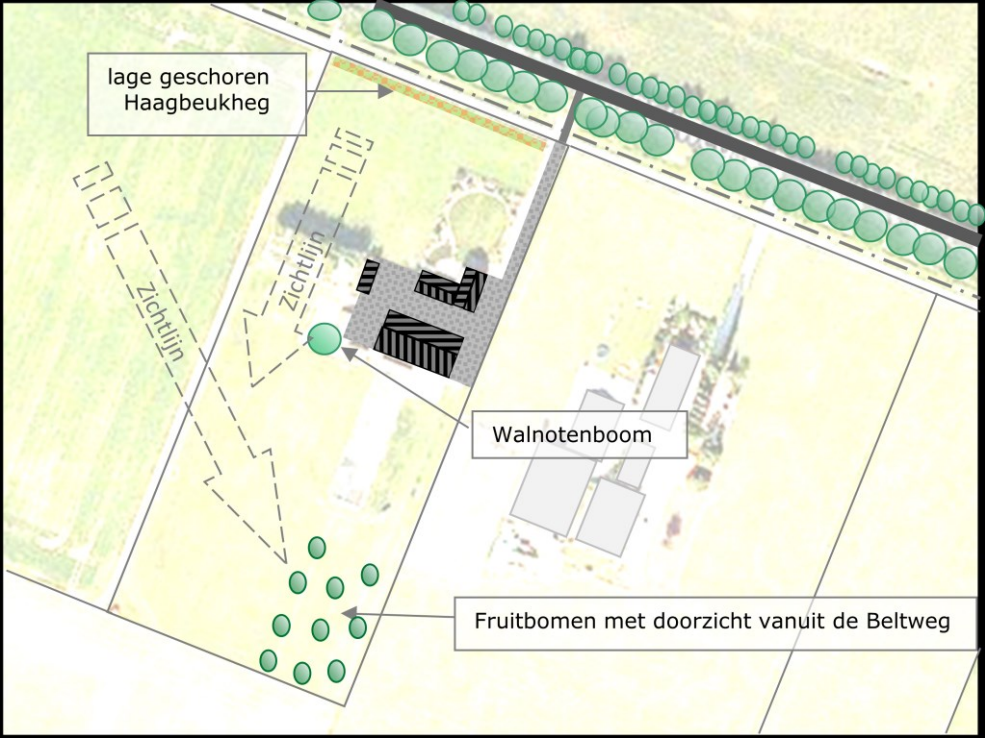 lage geschoren
Haagbeukheg
Zichtlijn
Zichtlijn
Walnotenboom
Fruitbomen met doorzicht vanuit de Beltweg